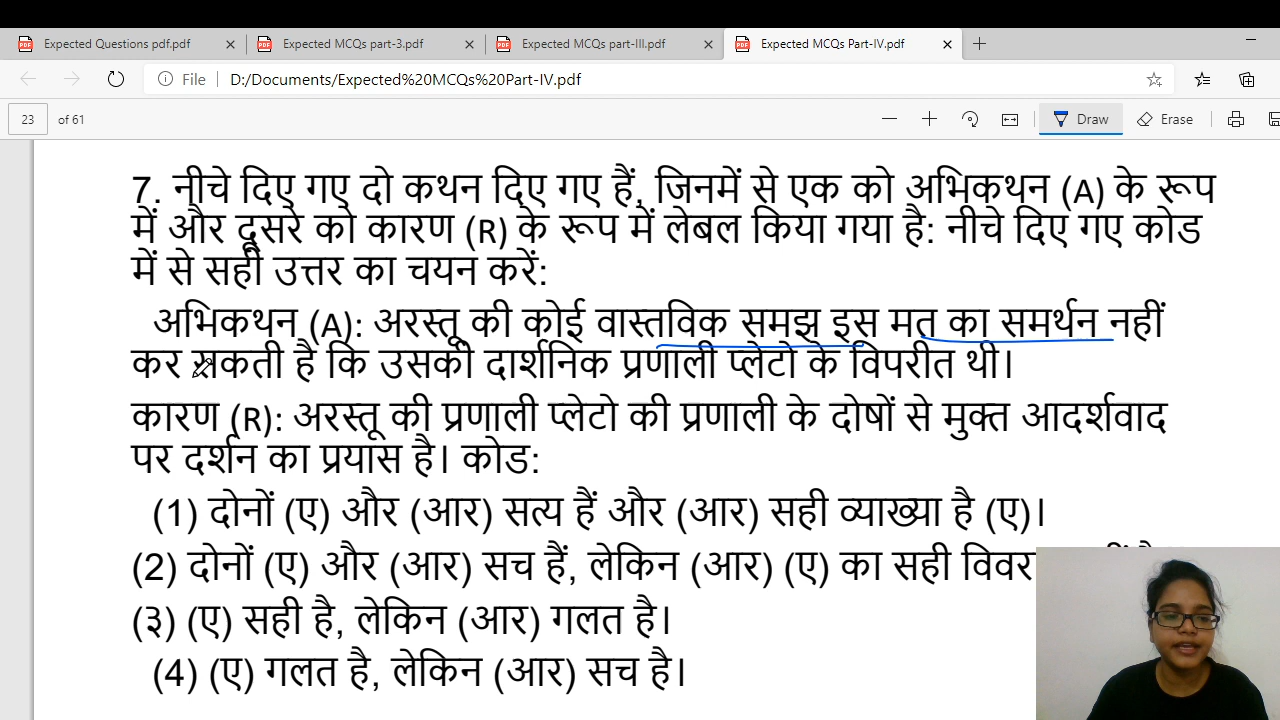 Expected Questions pdf.pdf
Expected MCQs part-3.pdf
Expected MCQs part-III.pdf
Expected MCQs Part-IV.pdf
File
D:/Documents/Expected%20MCQs%20Part-IV.pdf
23 of 61
Draw
Erase
7. नीचे दिए गए दो कथन दिए गए हैं, जिनमें से एक को अभिकथन (A) के रूप
में और दूसरे को कारण (R) के रूप में लेबल किया गया है: नीचे दिए गए कोड
में से सही उत्तर का चयन करें:
अभिकथन (A): अरस्तू की कोई वास्तविक समझ इस मत का समर्थन नहीं
कर सकती है कि उसकी दार्शनिक प्रणाली प्लेटो के विपरीत थी।
कारण (R): अरस्तू की प्रणाली प्लेटो की प्रणाली के दोषों से मुक्त आदर्शवाद
पर दर्शन का प्रयास है। कोड:
(1) दोनों (ए) और (आर) सत्य हैं और (आर) सही व्याख्या है (ए)।
(2) दोनों (ए) और (आर) सच हैं, लेकिन (आर) (ए) का सही
(३) (ए) सही है, लेकिन (आर) गलत है।
(4) (ए) गलत है, लेकिन (आर) सच है।